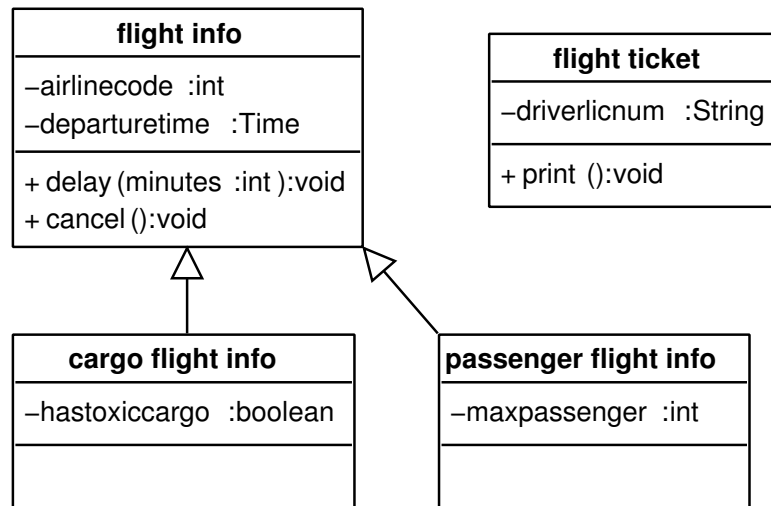 flight info
–airlinecode :int
–departuretime :Time
+ delay (minutes :int ):void
+ cancel ():void
flight ticket
–driverlicnum :String
+ print ():void
cargo flight info
–hastoxiccargo :boolean
passenger flight info
–maxpassenger :int